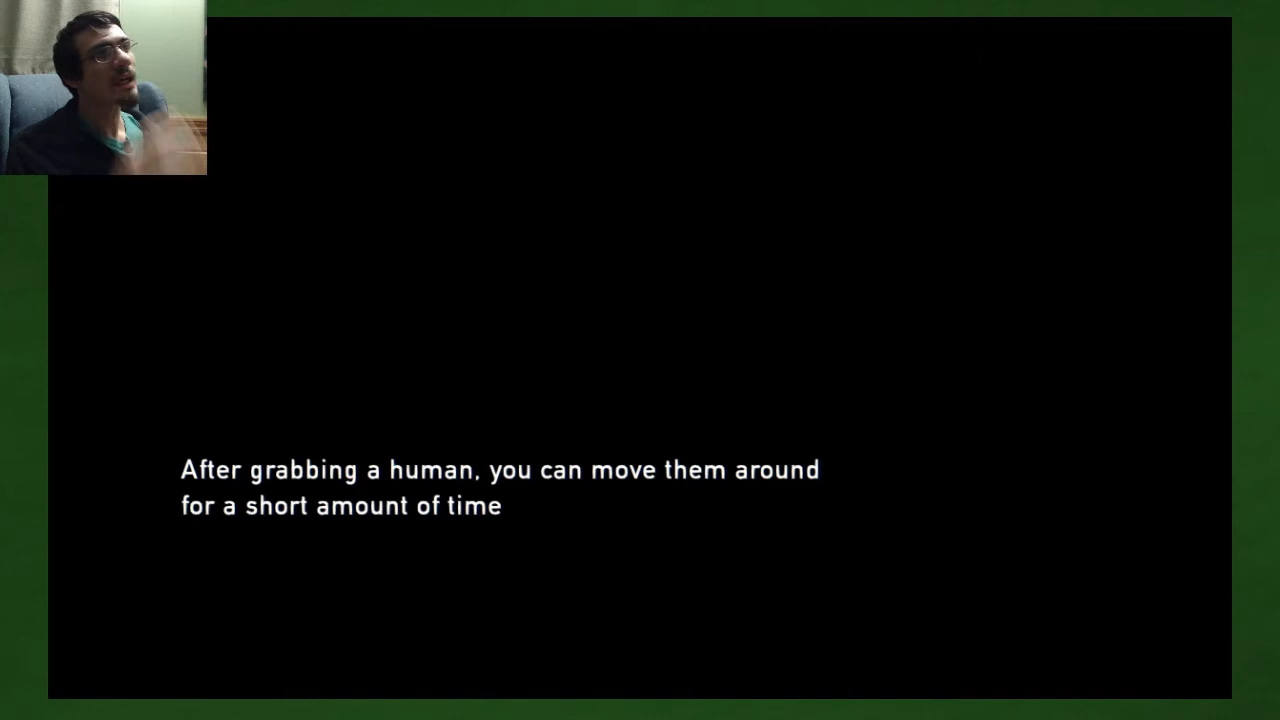 After grabbing a human, you can move them around
for a short amount of time